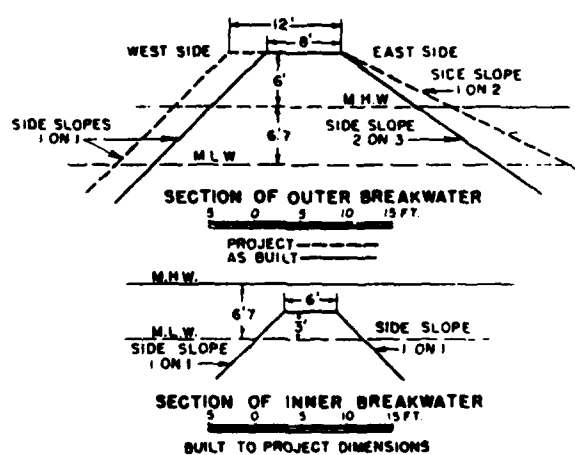 12'
8'
WEST SIDE
EAST SIDE
6'
SICE SLOPE
1 ON 2
M.H.W
SIDE SLOPES
1 ON 1
6'7
SIDE SLOPE
2 ON 3
M.L.W
SECTION OF OUTER BREAKWATER
5 0 5 10 15 FT.
PROJECT
AS BUILT
M.H.W.
6'
6'7
3'
M.L.W.
SIDE SLOPE
1 ON 1
SIDE SLOPE
1 ON 1
SECTION OF INNER BREAKWATER
5 0 5 10 15 FT.
BUILT TO PROJECT DIMENSIONS